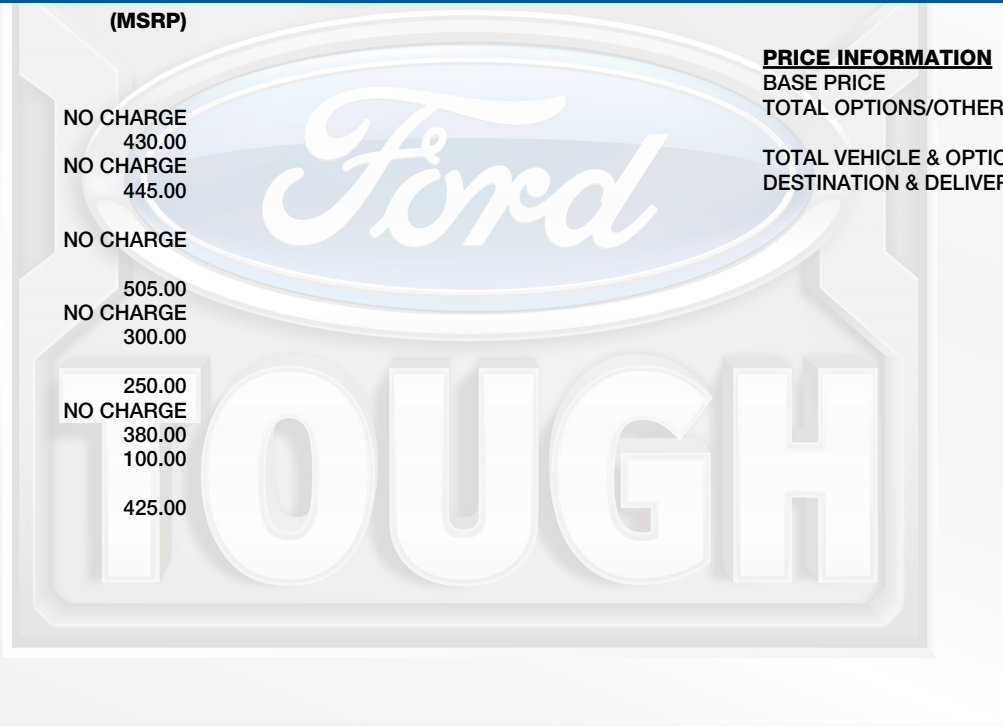 (MSRP)
NO CHARGE
430.00
NO CHARGE
445.00
NO CHARGE
505.00
NO CHARGE
300.00
250.00
NO CHARGE
380.00
100.00
425.00
PRICE INFORMATION
BASE PRICE
TOTAL OPTIONS/OTHER
TOTAL VEHICLE & OPTIO
DESTINATION & DELIVER
Ford
TOUGH